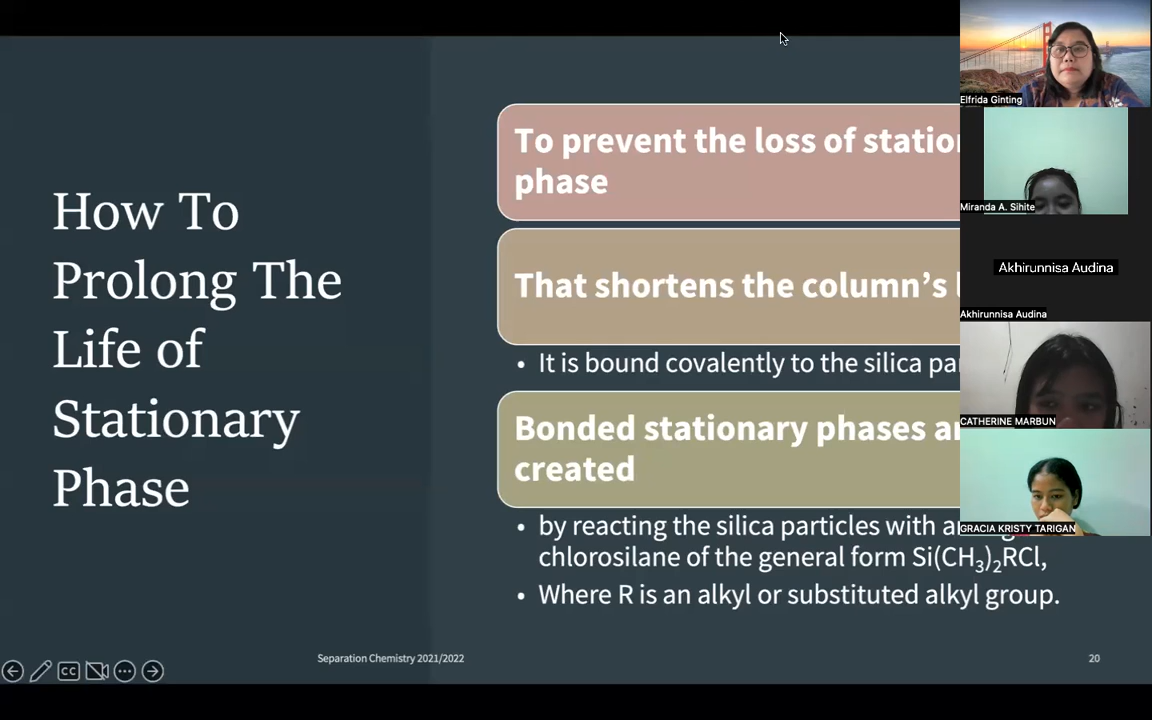 How To
Prolong The
Life of
Stationary
Phase
To prevent the loss of
phase
That shortens the column's
• It is bound covalently to the silica
Bonded stationary phases
created
• by reacting the silica particles with
chlorosilane of the general form Si(CH₃)₂RCl,
• Where R is an alkyl or substituted alkyl group.
Separation Chemistry 2021/2022
20
CC
Elfrida Ginting
Miranda A. Sihite
Akhirunnisa Audina
Akhirunnisa Audina
CATHERINE MARBUN
GRACIA KRISTY TARIGAN